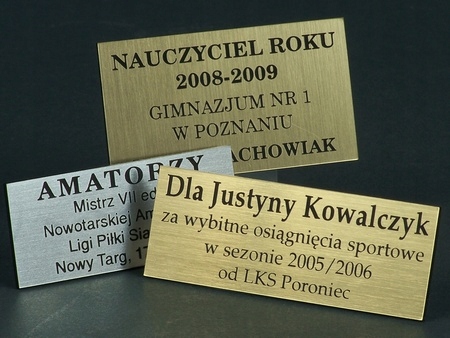 NAUCZYCIEL ROKU
2008-2009
GIMNAZJUM NR 1
W POZNANIU
ACHOWIAK
AMATORZY
Mistrz VII
Nowotarskiej
Ligi Piłki
Nowy Targ,
Dla Justyny Kowalczyk
za wybitne osiągnięcia sportowe
w sezonie 2005/2006
od LKS Poroniec